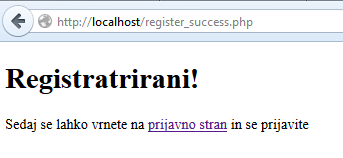 http://localhost/register_success.php
Registratrirani!
Sedaj se lahko vrnete na prijavno stran in se prijavite